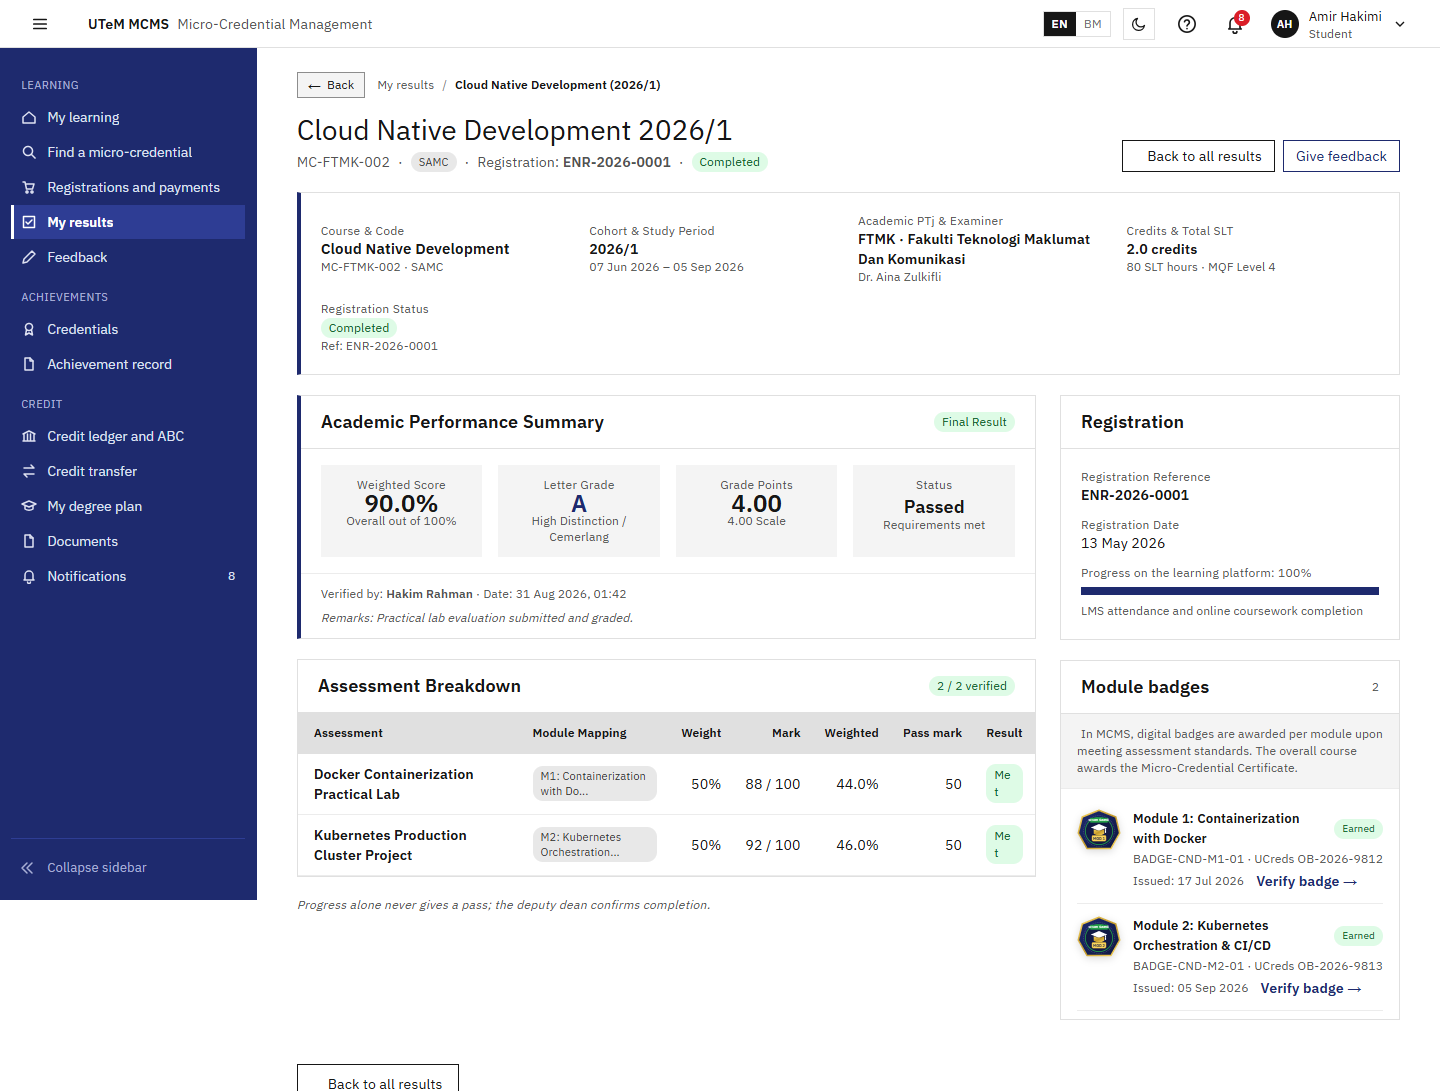 UTeM MCMS Micro-Credential Management
EN BM
8
AH
Amir Hakimi
Student
LEARNING
My learning
Find a micro-credential
Registrations and payments
My results
Feedback
ACHIEVEMENTS
Credentials
Achievement record
CREDIT
Credit ledger and ABC
Credit transfer
My degree plan
Documents
Notifications 8
Collapse sidebar
← Back
My results / Cloud Native Development (2026/1)
Cloud Native Development 2026/1
MC-FTMK-002 · SAMC · Registration: ENR-2026-0001 · Completed
Back to all results
Give feedback
Course & Code
Cloud Native Development
MC-FTMK-002 · SAMC
Cohort & Study Period
2026/1
07 Jun 2026 – 05 Sep 2026
Academic PTj & Examiner
FTMK · Fakulti Teknologi Maklumat
Dan Komunikasi
Dr. Aina Zulkifli
Credits & Total SLT
2.0 credits
80 SLT hours · MQF Level 4
Registration Status
Completed
Ref: ENR-2026-0001
Academic Performance Summary
Final Result
Weighted Score
90.0%
Overall out of 100%
Letter Grade
A
High Distinction /
Cemerlang
Grade Points
4.00
4.00 Scale
Status
Passed
Requirements met
Verified by: Hakim Rahman · Date: 31 Aug 2026, 01:42
Remarks: Practical lab evaluation submitted and graded.
Registration
Registration Reference
ENR-2026-0001
Registration Date
13 May 2026
Progress on the learning platform: 100%
LMS attendance and online coursework completion
Assessment Breakdown
2 / 2 verified
Assessment Module Mapping Weight Mark Weighted Pass mark Result
Docker Containerization
Practical Lab
M1: Containerization
with Do...
50% 88 / 100 44.0% 50
Me
t
Kubernetes Production
Cluster Project
M2: Kubernetes
Orchestration...
50% 92 / 100 46.0% 50
Me
t
Progress alone never gives a pass; the deputy dean confirms completion.
Module badges 2
In MCMS, digital badges are awarded per module upon
meeting assessment standards. The overall course
awards the Micro-Credential Certificate.
Module 1: Containerization
with Docker
Earned
BADGE-CND-M1-01 · UCreds OB-2026-9812
Issued: 17 Jul 2026 Verify badge →
Module 2: Kubernetes
Orchestration & CI/CD
Earned
BADGE-CND-M2-01 · UCreds OB-2026-9813
Issued: 05 Sep 2026 Verify badge →
Back to all results